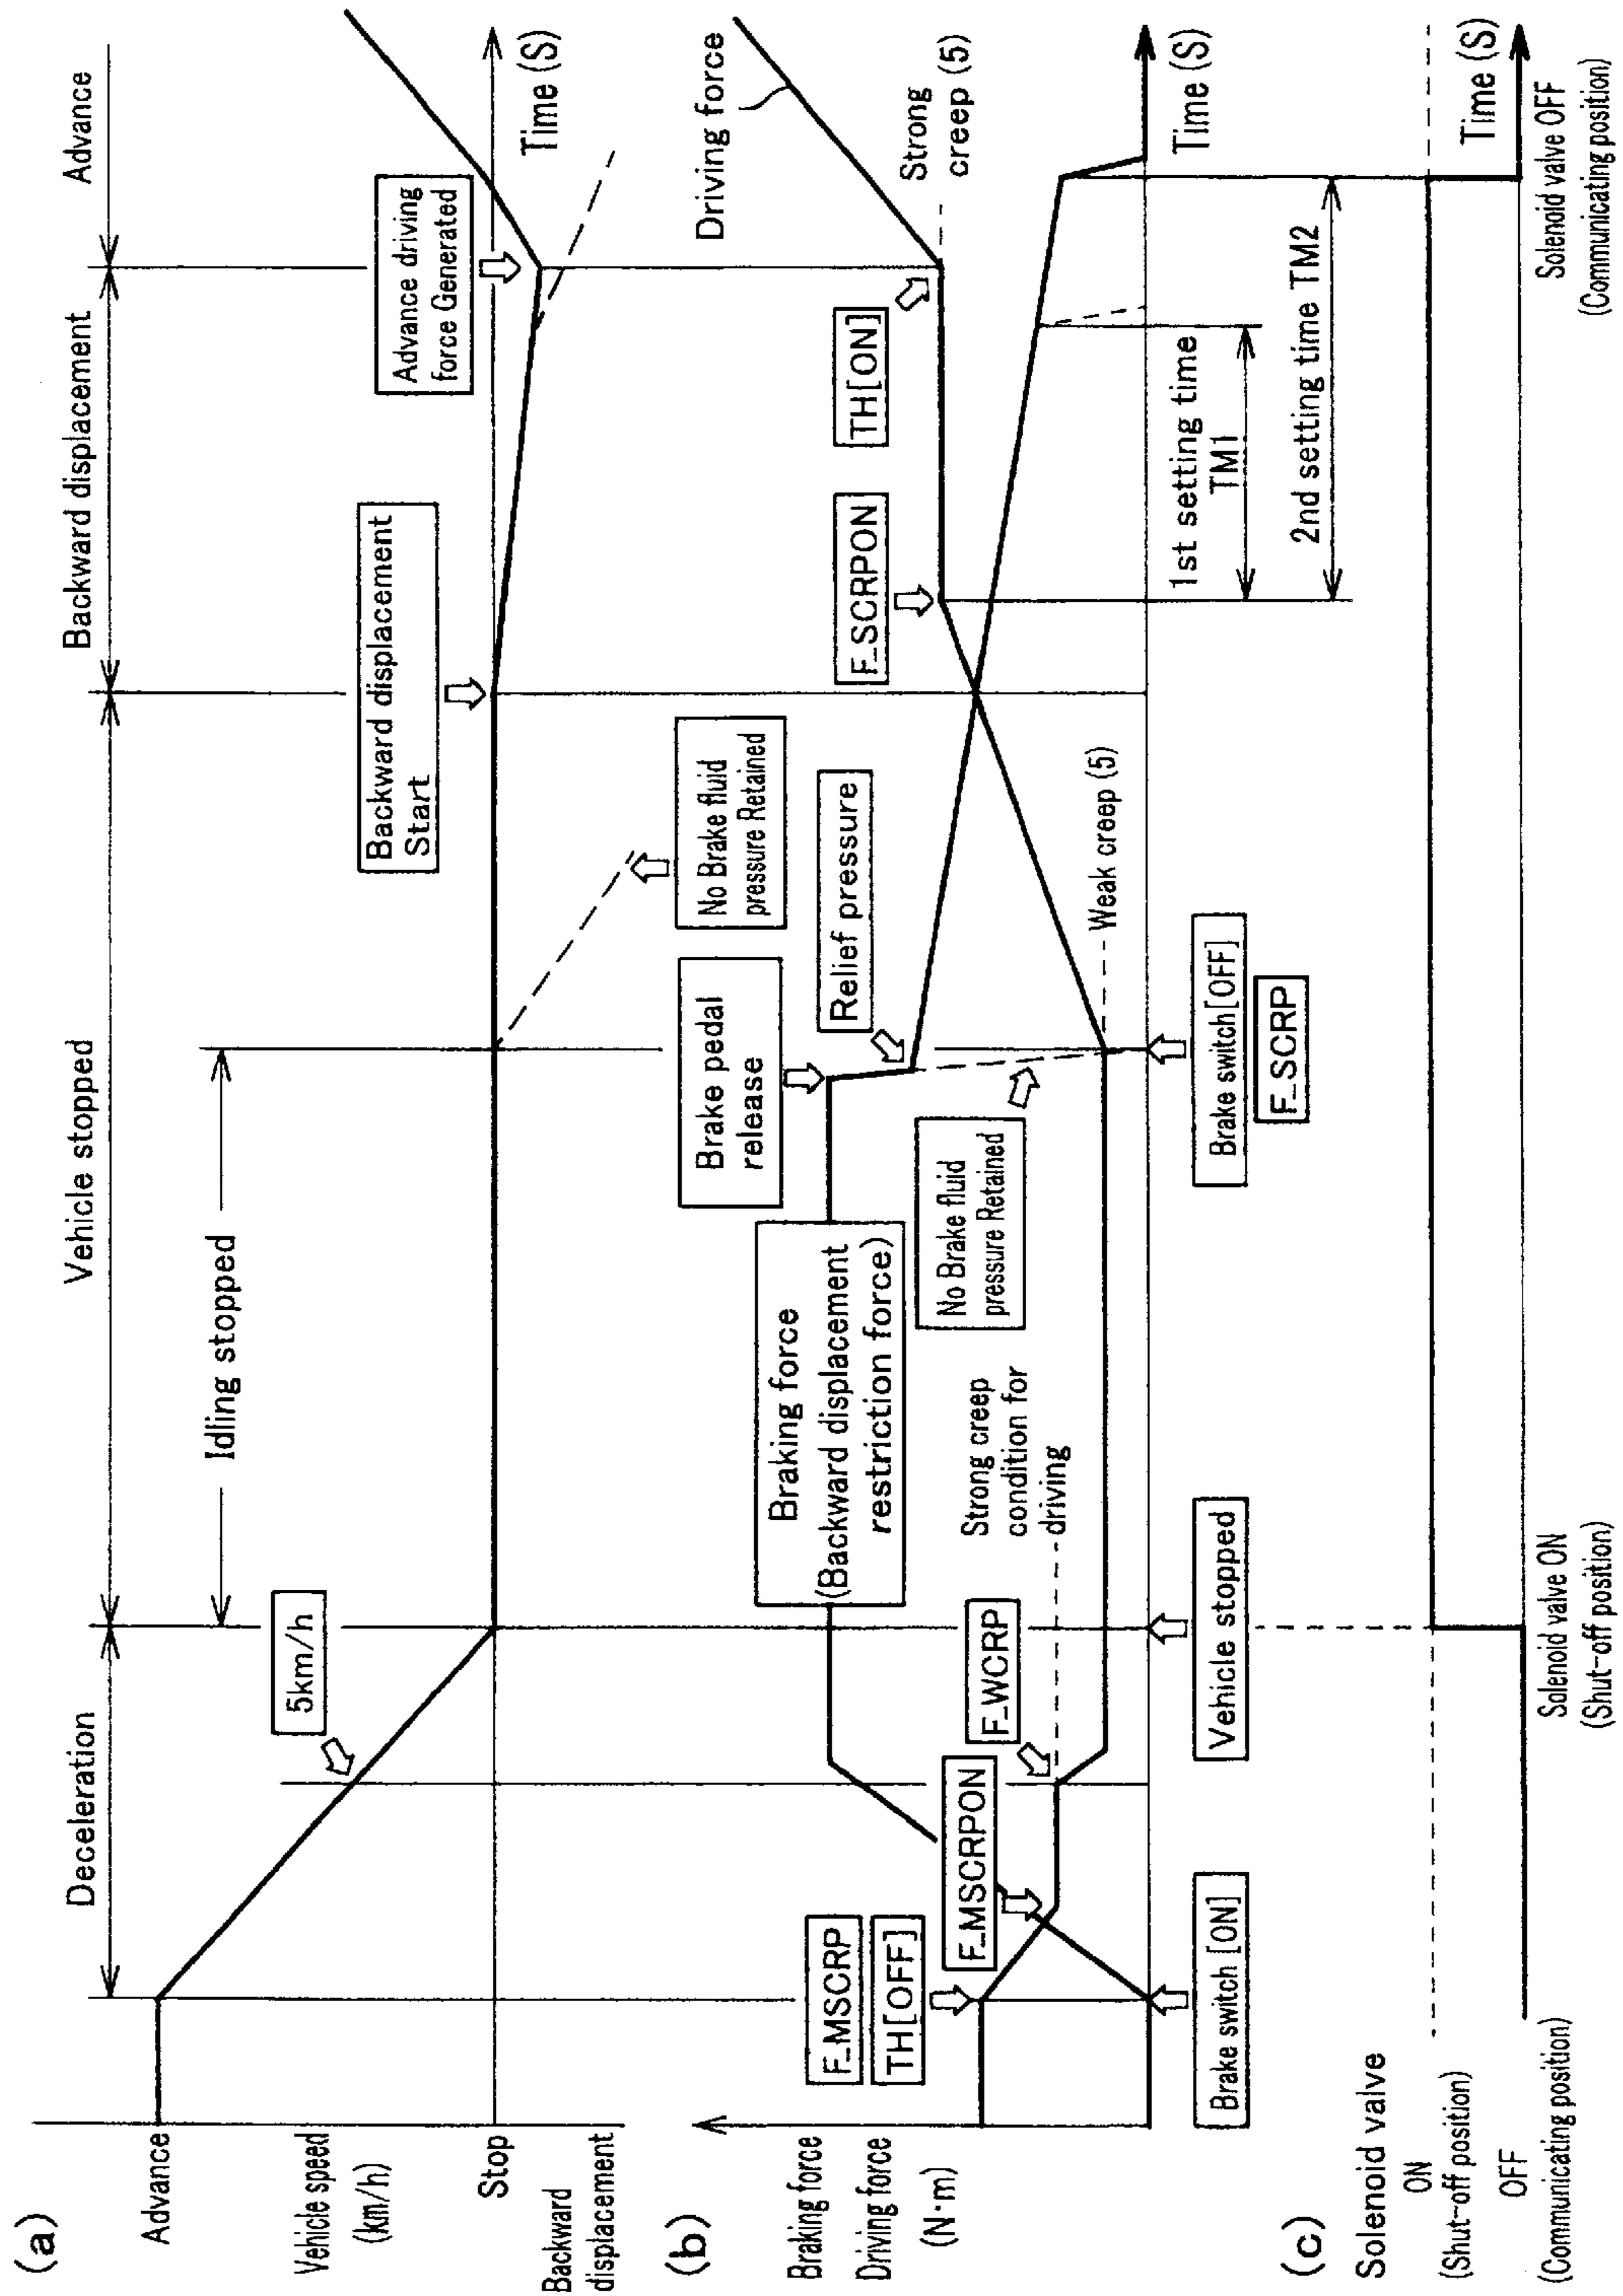 (a)
Deceleration
Vehicle stopped
Backward displacement
Advance
Idling stopped
Advance
5km/h
Vehicle speed
(km/h)
Backward displacement
Start
Advance driving
force Generated
Stop
Time (S)
Backward
displacement
No Brake fluid
pressure Retained
(b)
Brake pedal
release
Driving force
Braking force
Driving force
(N·m)
Braking force
(Backward displacement
restriction force)
Relief pressure
F_MSCRP
TH[OFF]
F_SCRPON
TH[ON]
Strong
creep (5)
No Brake fluid
pressure Retained
F_MSCRPON
F_WCRP
Strong creep
condition for
driving
Weak creep (5)
Time (S)
Brake switch [ON]
Vehicle stopped
Brake switch [OFF]
F_SCRP
1st setting time
TM1
2nd setting time TM2
(c)
Solenoid valve
ON
(Shut-off position)
OFF
(Communicating position)
Time (S)
Solenoid valve ON
(Shut-off position)
Solenoid valve OFF
(Communicating position)